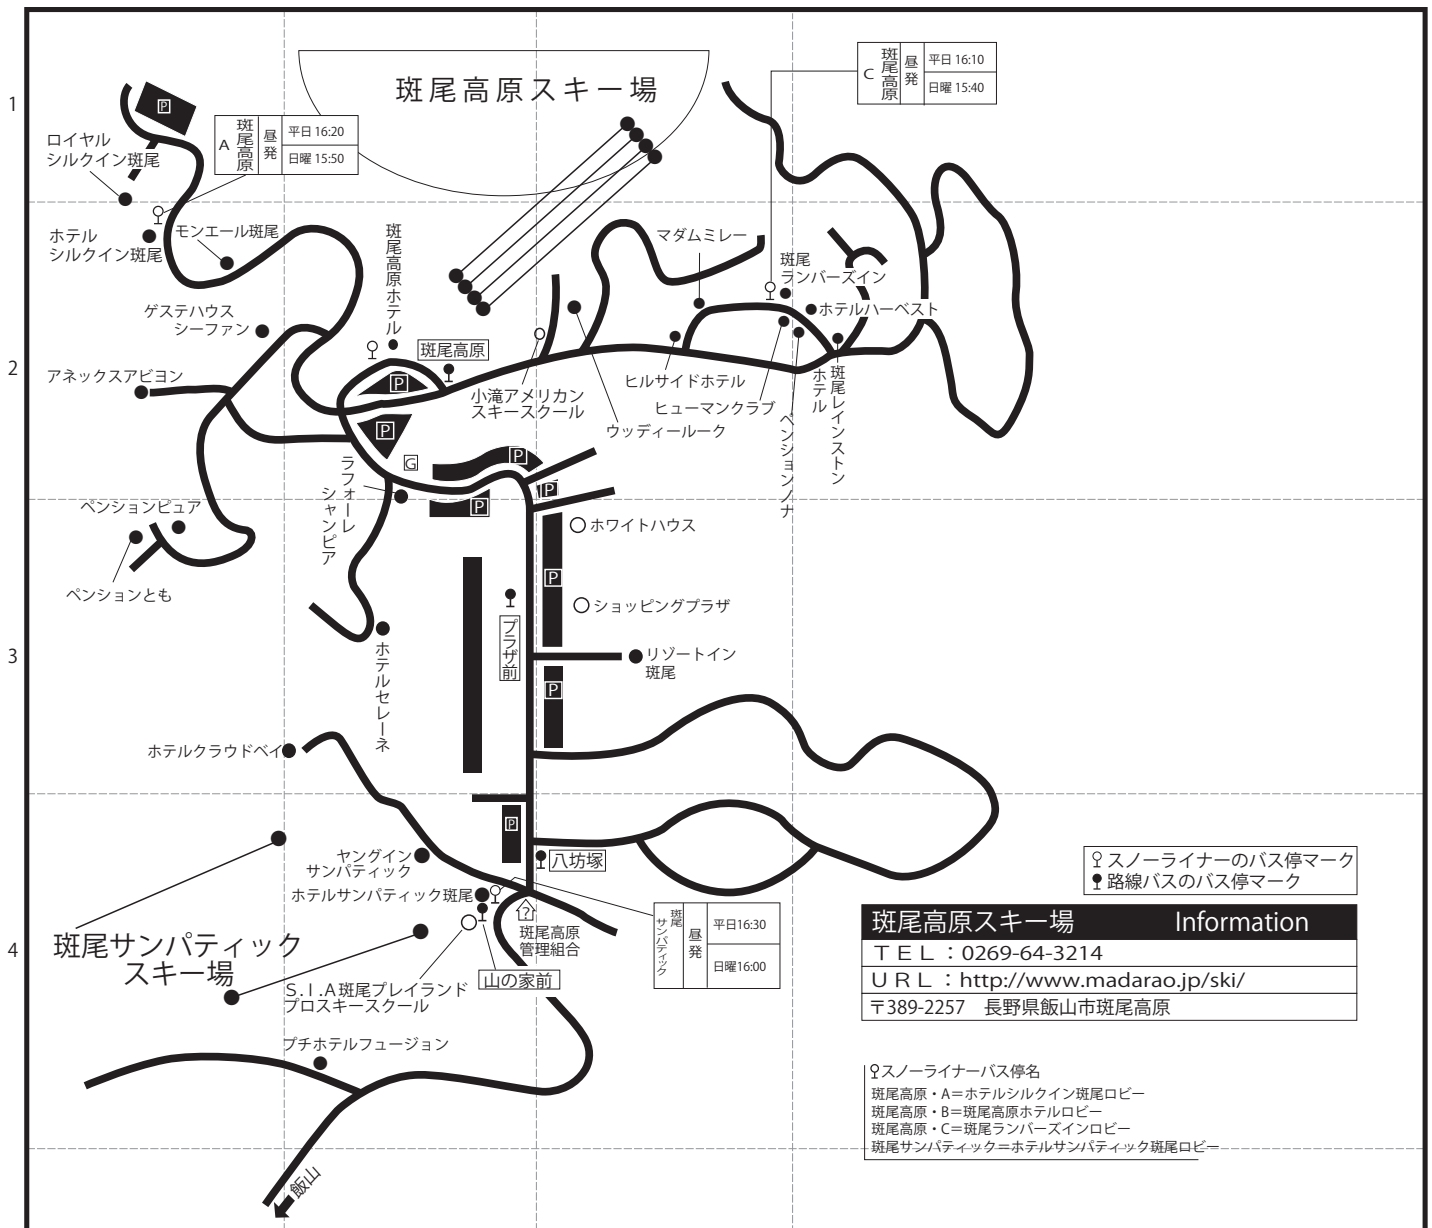 1
斑尾高原スキー場
C
斑尾高原
昼発
平日 16:10
日曜 15:40
P
A
斑尾高原
昼発
平日 16:20
日曜 15:50
ロイヤル
シルクイン斑尾
ホテル
シルクイン斑尾
モンエール斑尾
斑尾高原ホテル
マダムミレー
斑尾
ランバーズイン
ホテルハーベスト
ゲステハウス
シーファン
2
斑尾高原
P
アネックスアビヨン
小滝アメリカン
スキースクール
ヒルサイドホテル
ヒューマンクラブ
ウッディールーク
ペンションノナ
斑尾レインストン
ホテル
P
G
P
P
P
ラフォーレ
シャンピア
ペンションピュア
ホワイトハウス
P
ペンションとも
ショッピングプラザ
プラザ前
3
リゾートイン
斑尾
P
ホテルセレーネ
ホテルクラウドベイ
P
ヤングイン
サンパティック
八坊塚
ホテルサンパティック斑尾
斑尾
サンパティック
昼発
平日16:30
日曜16:00
?
斑尾高原
管理組合
4
斑尾サンパティック
スキー場
山の家前
S.I.A斑尾プレイランド
プロスキースクール
プチホテルフュージョン
飯山
スノーライナーのバス停マーク
路線バスのバス停マーク
斑尾高原スキー場 Information
TEL:0269-64-3214
URL:http://www.madarao.jp/ski/
〒389-2257 長野県飯山市斑尾高原
スノーライナーバス停名
斑尾高原・A=ホテルシルクイン斑尾ロビー
斑尾高原・B=斑尾高原ホテルロビー
斑尾高原・C=斑尾ランバーズインロビー
斑尾サンパティック=ホテルサンパティック斑尾ロビー